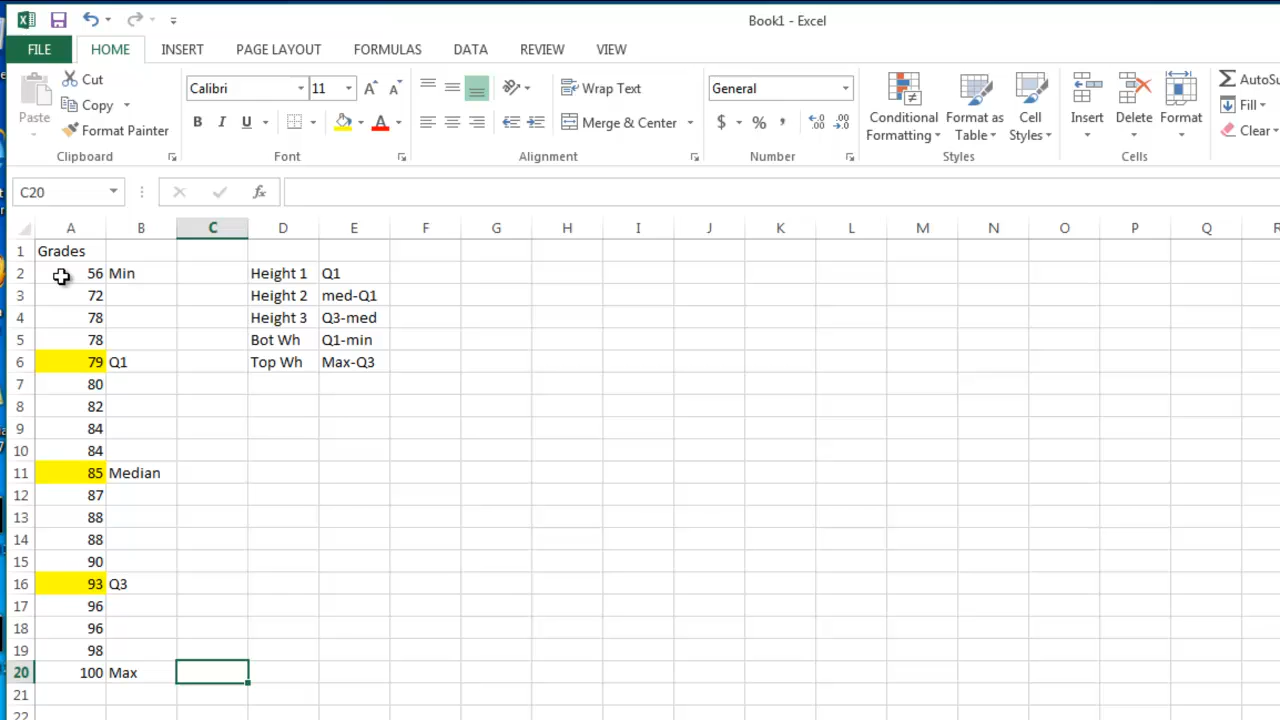 Book1 - Excel
FILE HOME INSERT PAGE LAYOUT FORMULAS DATA REVIEW VIEW
Paste
Cut
Copy
Format Painter
Clipboard
Calibri 11
B I U
Font
Wrap Text
Merge & Center
Alignment
General
$ % ,
Number
Conditional Formatting
Format as Table
Cell Styles
Styles
Insert
Delete
Format
Cells
AutoSu
Fill
Clear
C20
fx
A B C D E F G H I J K L M N O P Q R
1 Grades
2 56 Min Height 1 Q1
3 72 Height 2 med-Q1
4 78 Height 3 Q3-med
5 78 Bot Wh Q1-min
6 79 Q1 Top Wh Max-Q3
7 80
8 82
9 84
10 84
11 85 Median
12 87
13 88
14 88
15 90
16 93 Q3
17 96
18 96
19 98
20 100 Max
21
22